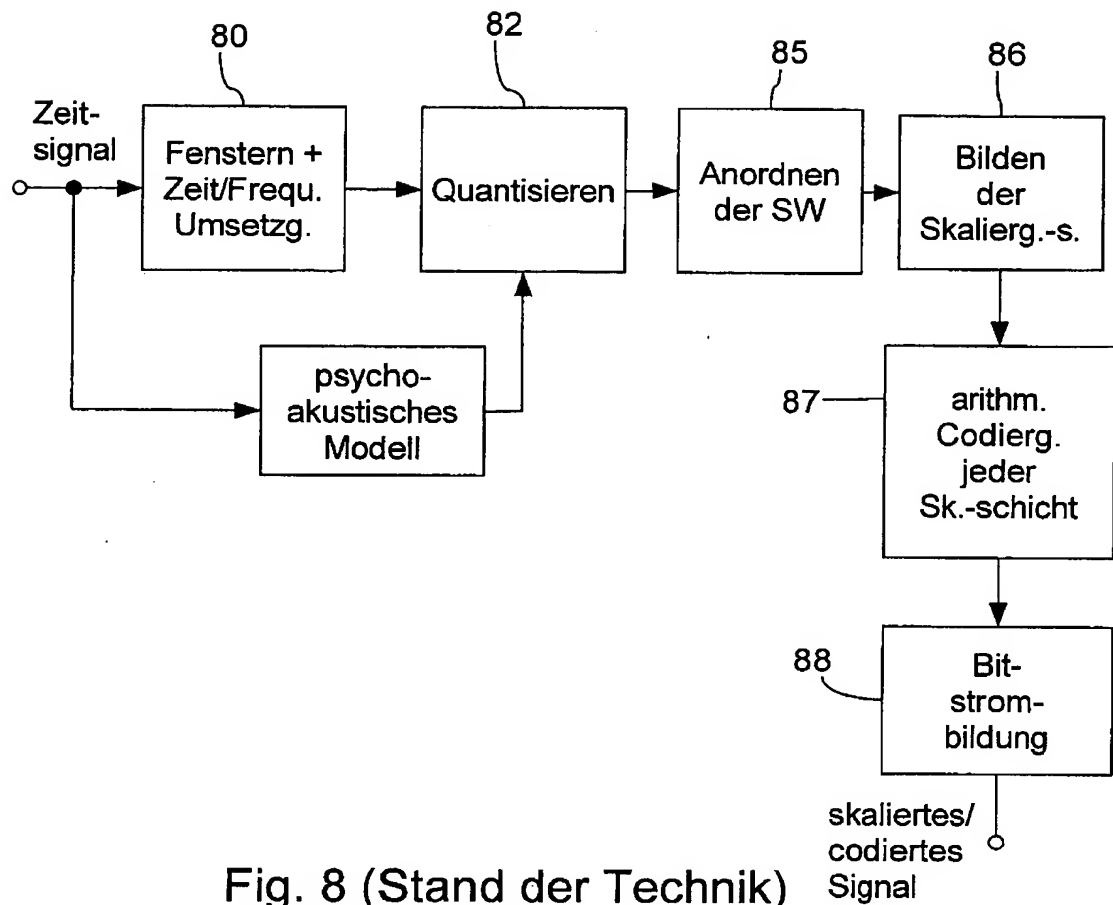 80
82
85
86
Zeit-
signal
Fenstern +
Zeit/Frequ.
Umsetzg.
Quantisieren
Anordnen
der SW
Bilden
der
Skalierg.-s.
psycho-
akustisches
Modell
87
arithm.
Codierg.
jeder
Sk.-schicht
88
Bit-
strom-
bildung
skaliertes/
codiertes
Signal
Fig. 8 (Stand der Technik)